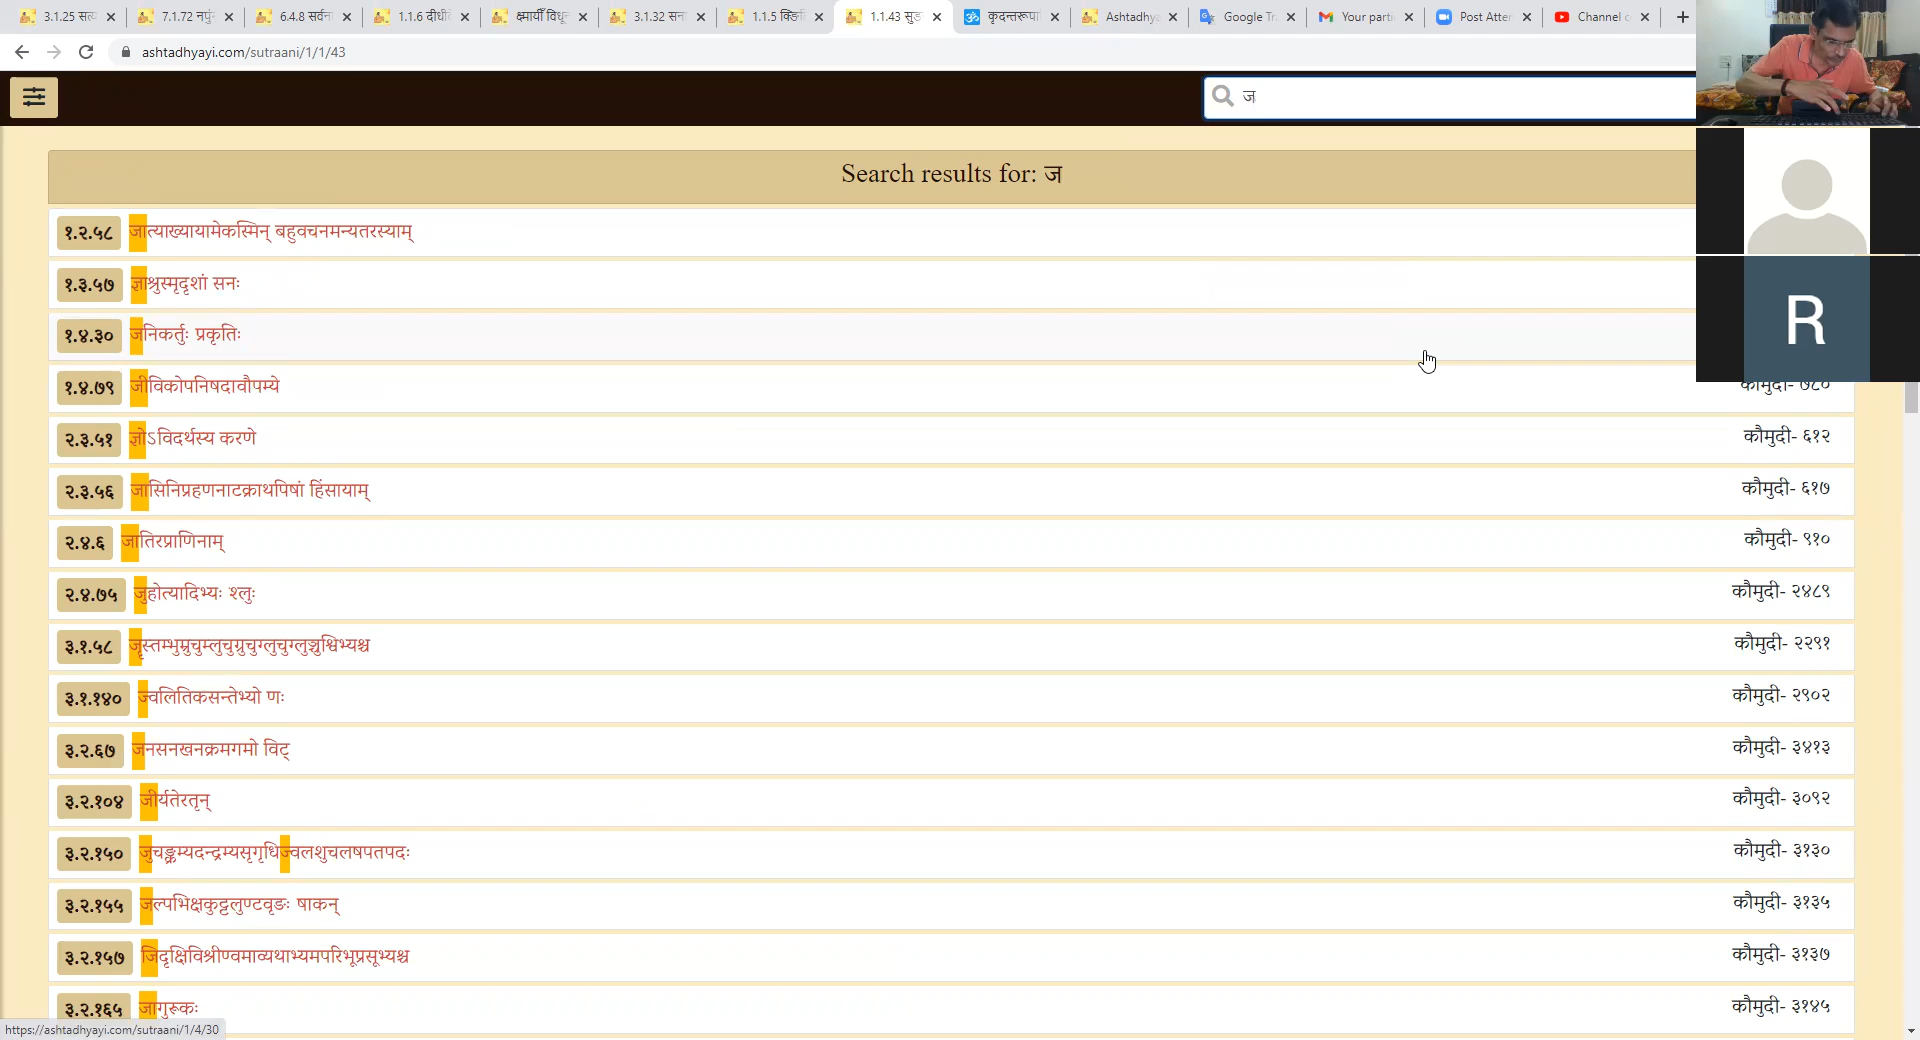 3.1.25 सत्य
7.1.72 नपुं
6.4.8 सर्वना
1.1.6 दीधीवे
क्ष्मार्यी विधून
3.1.32 सना
1.1.5 क्ङिति
1.1.43 सुड
कृदन्तरूपा
Ashtadhya
Google Tra
Your parti
Post Atten
Channel c
ashtadhyayi.com/sutraani/1/1/43
ज
Search results for: ज
१.२.५८ जात्याख्यायामेकस्मिन् बहुवचनमन्यतरस्याम्
१.३.५७ ज्ञाश्रुस्मृदृशां सनः
१.४.३० जनिकर्तुः प्रकृतिः
१.४.७९ जीविकोपनिषदावौपम्ये कौमुदी- ७८०
२.३.५१ ज्ञोऽविदर्थस्य करणे कौमुदी- ६१२
२.३.५६ जासिनिप्रहणनाटक्राथपिषां हिंसायाम् कौमुदी- ६१७
२.४.६ जातिरप्राणिनाम् कौमुदी- ९१०
२.४.७५ जुहोत्यादिभ्यः श्लुः कौमुदी- २४८९
३.१.५८ जॄस्तम्भुम्रुचुम्लुचुग्रुचुग्लुचुग्लुञ्चुश्विभ्यश्च कौमुदी- २२९१
३.१.१४० ज्वलितिकसन्तेभ्यो णः कौमुदी- २९०२
३.२.६७ जनसनखनक्रमगमो विट् कौमुदी- ३४१३
३.२.१०४ जीर्यतेरतृन् कौमुदी- ३०९२
३.२.१५० जुचङ्क्रम्यदन्द्रम्यसृगृधिज्वलशुचलषपतपदः कौमुदी- ३१३०
३.२.१५५ जल्पभिक्षकुट्टलुण्टवृङः षाकन् कौमुदी- ३१३५
३.२.१५७ जिदृक्षिविश्रीण्वमाव्यथाभ्यमपरिभूप्रसूभ्यश्च कौमुदी- ३१३७
३.२.१६५ जागुरूकः कौमुदी- ३१४५
https://ashtadhyayi.com/sutraani/1/4/30
R